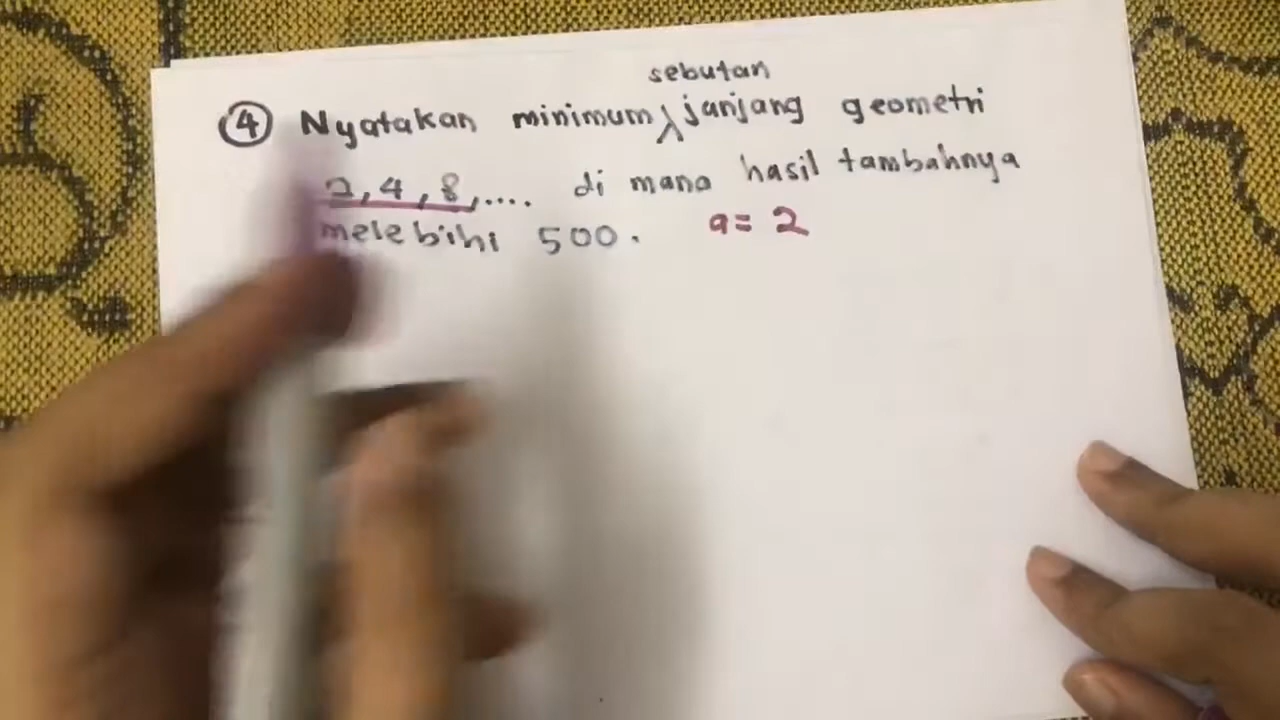 sebutan
④ Nyatakan minimum⁁ janjang geometri
2, 4, 8, .... di mana hasil tambahnya
melebihi 500. a = 2